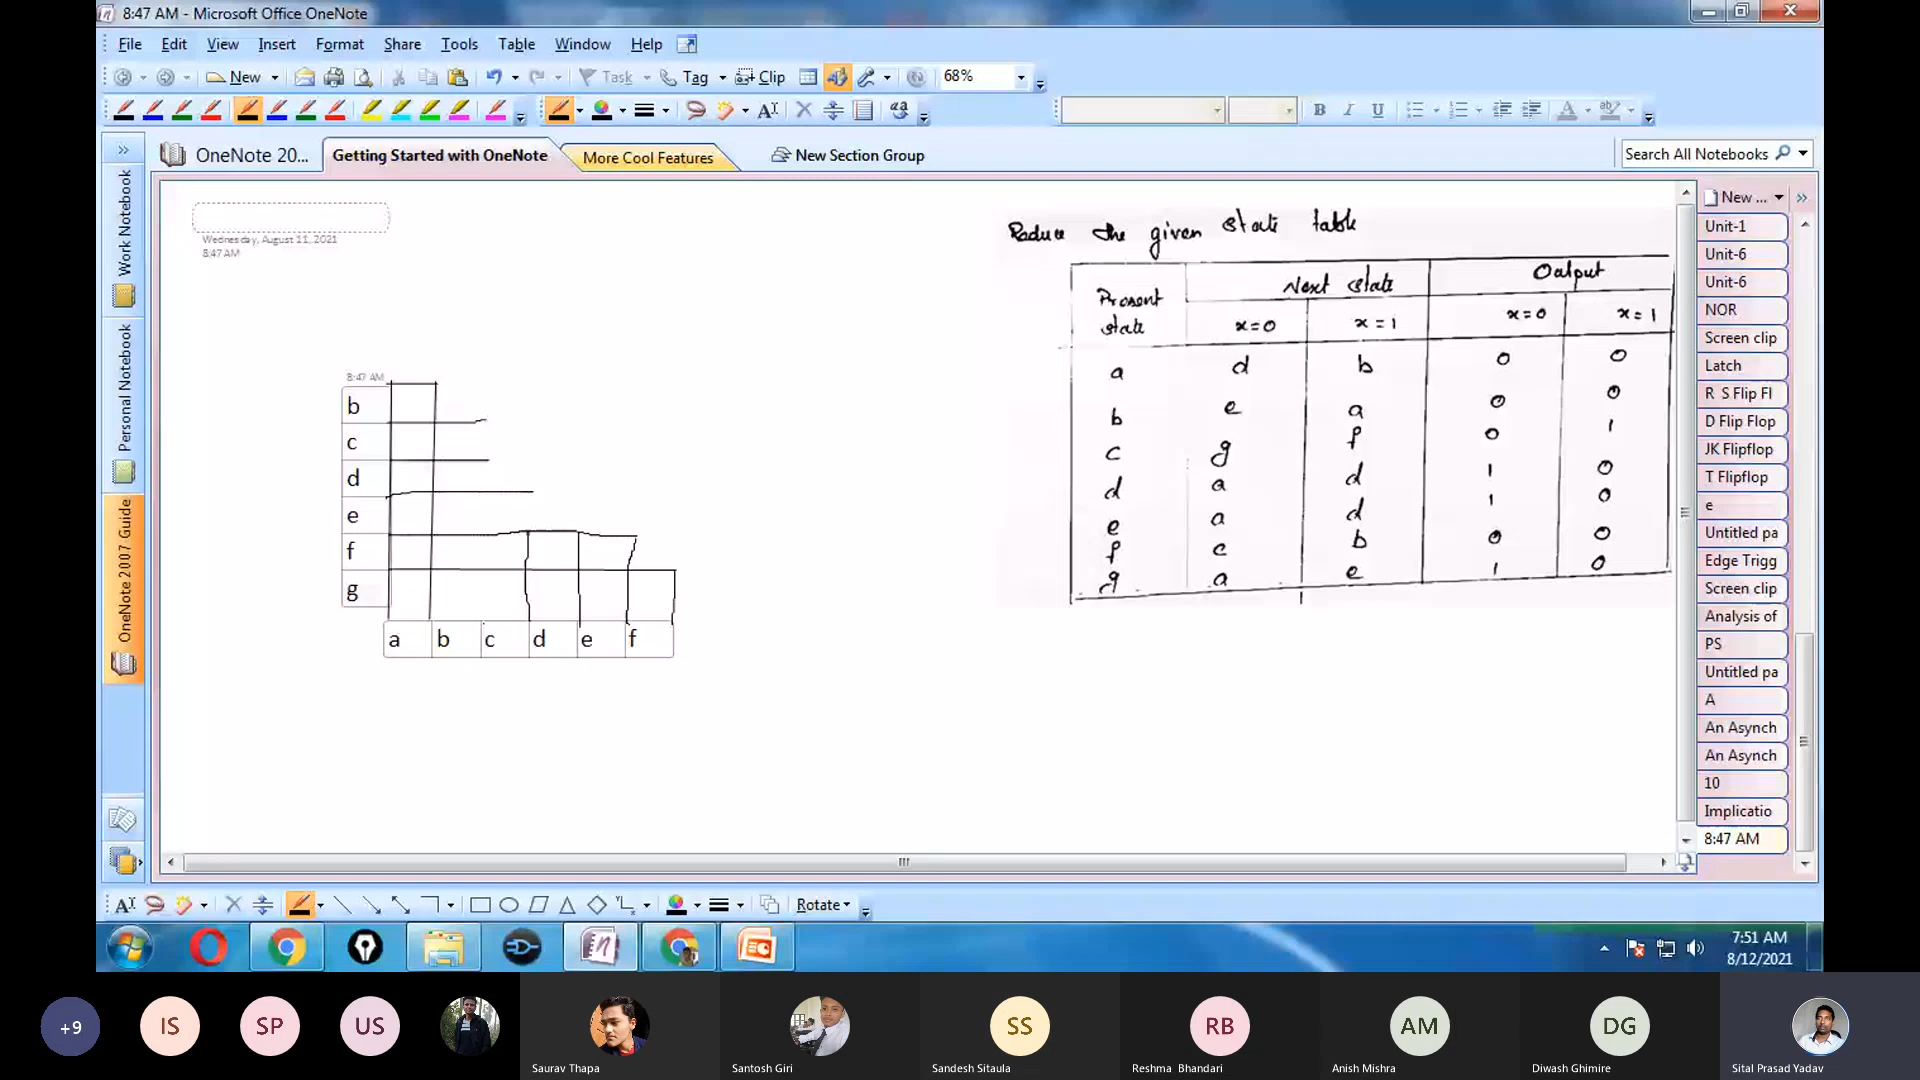 8:47 AM - Microsoft Office OneNote
File Edit View Insert Format Share Tools Table Window Help
New Task Tag Clip 68%
B I U
OneNote 20... Getting Started with OneNote More Cool Features New Section Group Search All Notebooks
Work Notebook
Personal Notebook
OneNote 2007 Guide
Wednesday, August 11, 2021
8:47 AM
8:47 AM
b
c
d
e
f
g
a b c d e f
Reduce the given state table
Present state Next state Output
x=0 x=1 x=0 x=1
a d b 0 0
b e a 0 0
c g f 0 1
d a d 1 0
e a d 1 0
f c b 0 0
g a e 1 0
New ...
Unit-1
Unit-6
Unit-6
NOR
Screen clip
Latch
R S Flip Fl
D Flip Flop
JK Flipflop
T Flipflop
e
Untitled pa
Edge Trigg
Screen clip
Analysis of
PS
Untitled pa
A
An Asynch
An Asynch
10
Implicatio
8:47 AM
Rotate
7:51 AM
8/12/2021
+9 IS SP US SS RB AM DG
Saurav Thapa Santosh Giri Sandesh Sitaula Reshma Bhandari Anish Mishra Diwash Ghimire Sital Prasad Yadav